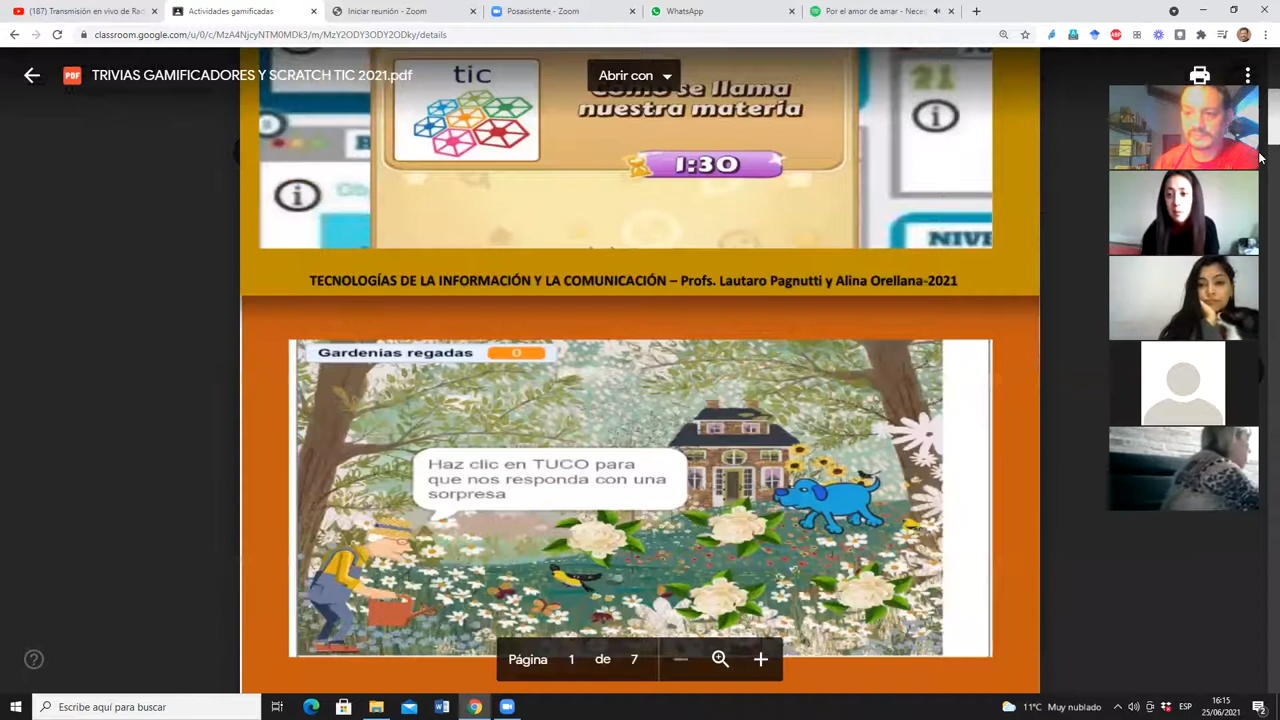 (187) Transmisión en vivo de Rad
Actividades gamificadas
Iniciar reunión - Zoom
Posasistente - Zoom
WhatsApp
Por el amor de amar - Nece
classroom.google.com/u/0/c/MzA4NjcyNTM0MDk3/m/MzY2ODY3ODY2ODky/details
PDF
TRIVIAS GAMIFICADORES Y SCRATCH TIC 2021.pdf
Abrir con
tic
Cómo se llama
nuestra materia
1:30
21
NIVE
TECNOLOGÍAS DE LA INFORMACIÓN Y LA COMUNICACIÓN – Profs. Lautaro Pagnutti y Alina Orellana-2021
Gardenias regadas 0
Haz clic en TUCO para
que nos responda con una
sorpresa
Página 1 de 7
Escribe aquí para buscar
11°C Muy nublado
ESP
16:15
25/06/2021
2